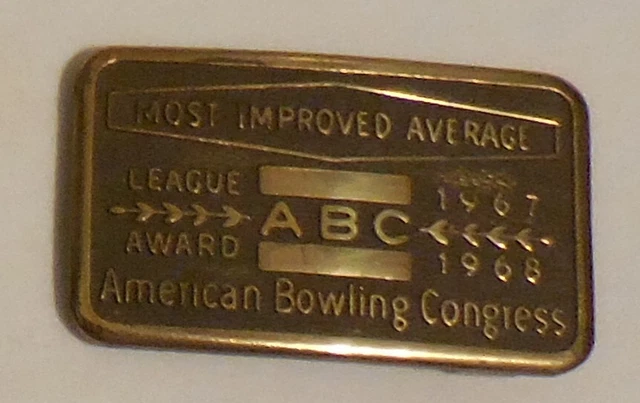 MOST IMPROVED AVERAGE
LEAGUE
1967
ABC
AWARD
1968
American Bowling Congress